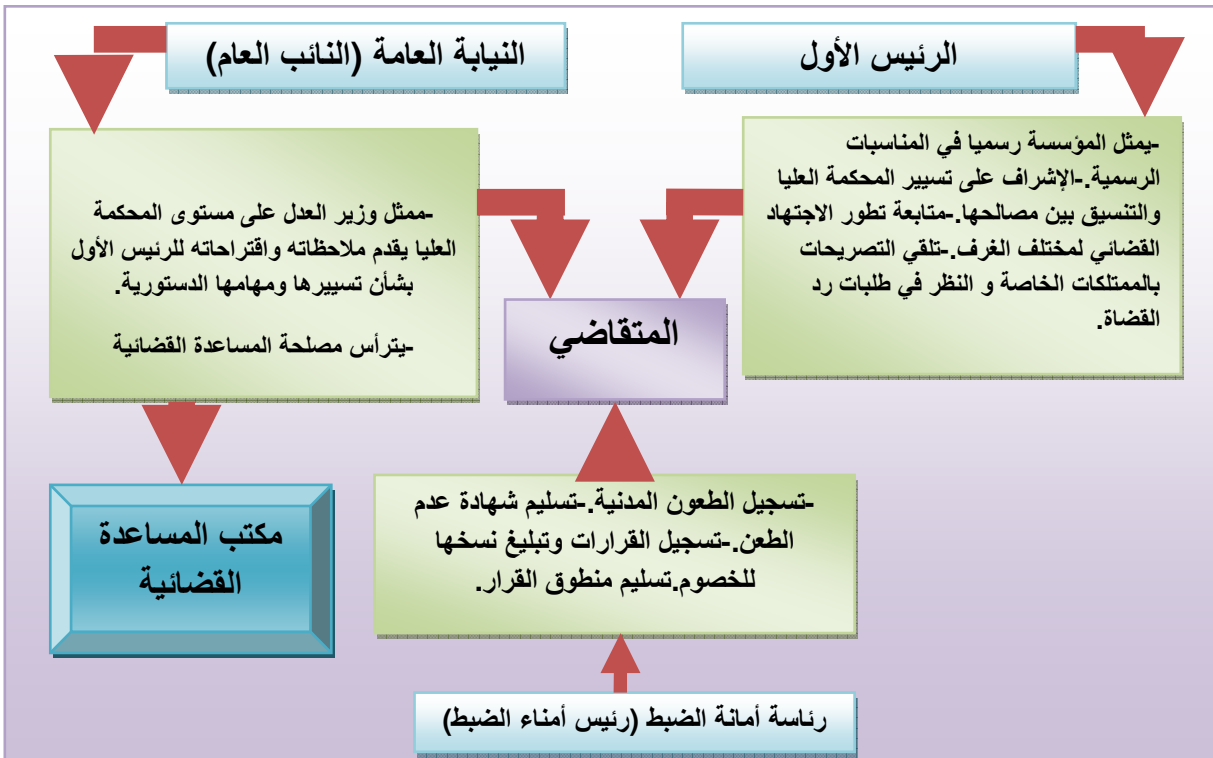 الرئيس الأول
النيابة العامة (النائب العام)
-يمثل المؤسسة رسميا في المناسبات
الرسمية.-الإشراف على تسيير المحكمة العليا
والتنسيق بين مصالحها.-متابعة تطور الاجتهاد
القضائي لمختلف الغرف.-تلقي التصريحات
بالممتلكات الخاصة و النظر في طلبات رد
القضاة.
-ممثل وزير العدل على مستوى المحكمة
العليا يقدم ملاحظاته واقتراحاته للرئيس الأول
بشأن تسييرها ومهامها الدستورية.
-يترأس مصلحة المساعدة القضائية
المتقاضي
-تسجيل الطعون المدنية.-تسليم شهادة عدم
الطعن.-تسجيل القرارات وتبليغ نسخها
للخصوم.تسليم منطوق القرار.
مكتب المساعدة
القضائية
رئاسة أمانة الضبط (رئيس أمناء الضبط)